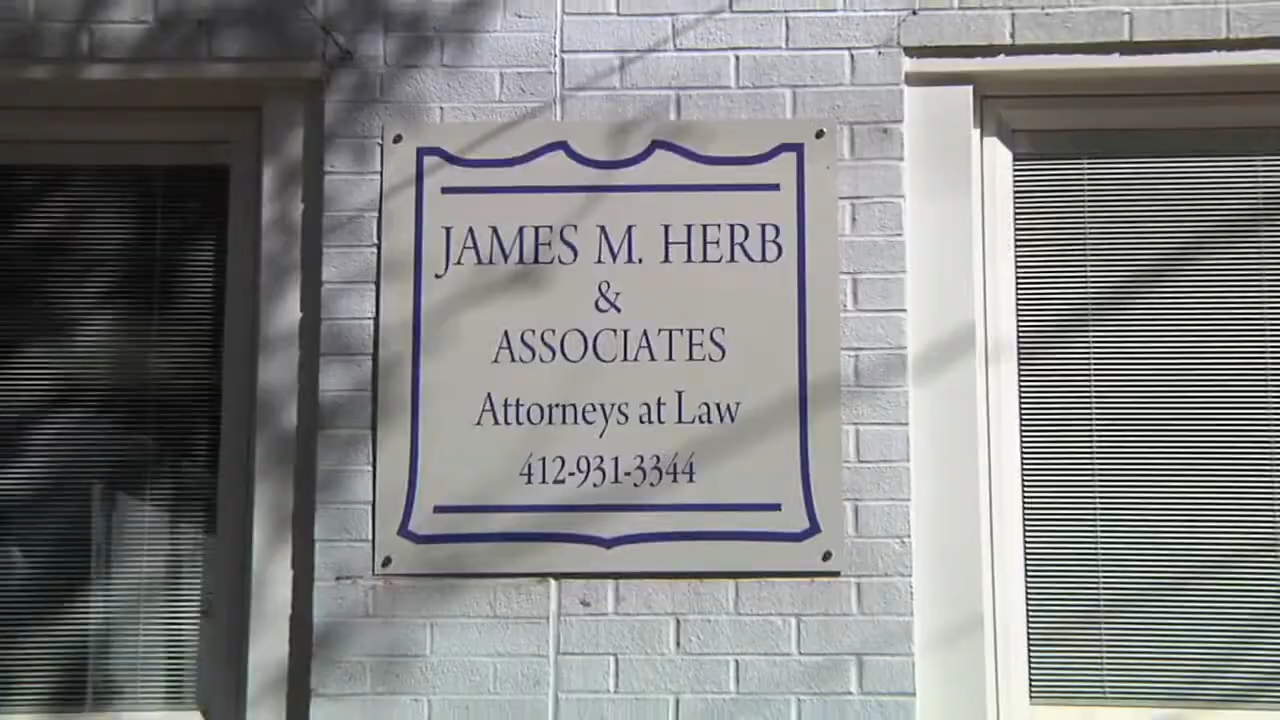 JAMES M. HERB
&
ASSOCIATES
Attorneys at Law
412-931-3344